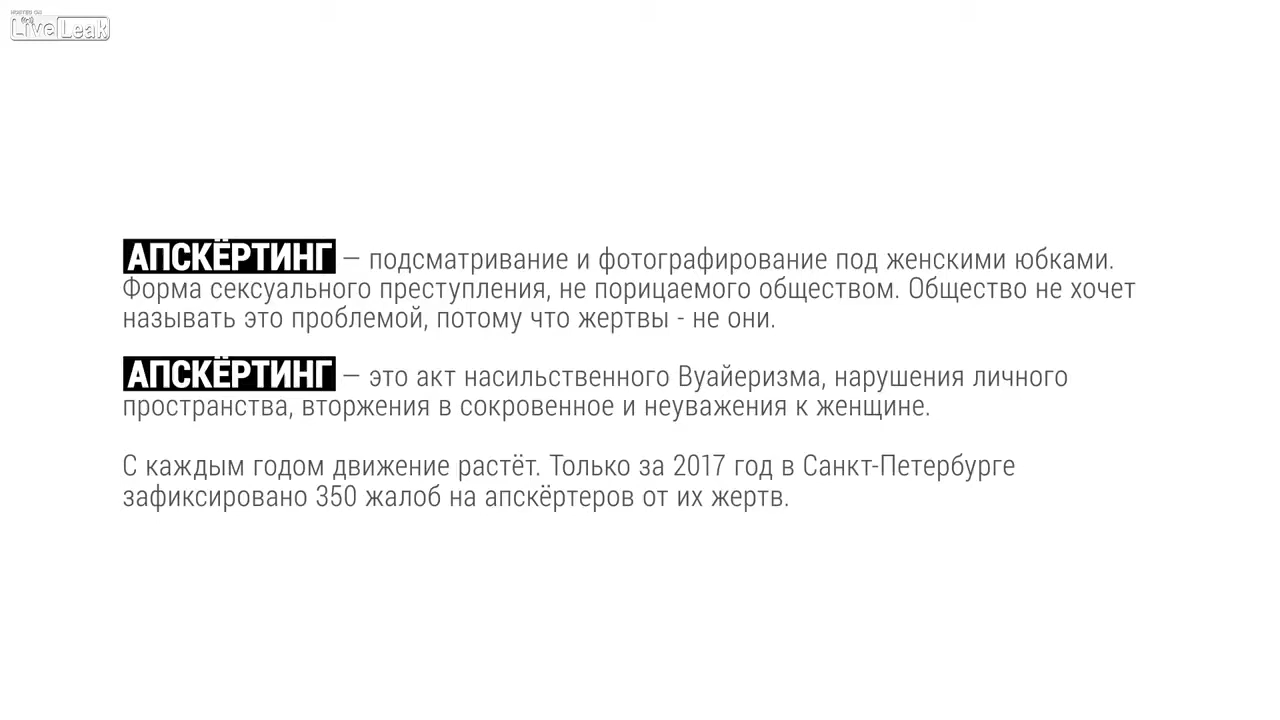 HOSTED ON
LiveLeak
АПСКЁРТИНГ — подсматривание и фотографирование под женскими юбками.
Форма сексуального преступления, не порицаемого обществом. Общество не хочет
называть это проблемой, потому что жертвы - не они.
АПСКЁРТИНГ — это акт насильственного Вуайеризма, нарушения личного
пространства, вторжения в сокровенное и неуважения к женщине.
С каждым годом движение растёт. Только за 2017 год в Санкт-Петербурге
зафиксировано 350 жалоб на апскёртеров от их жертв.